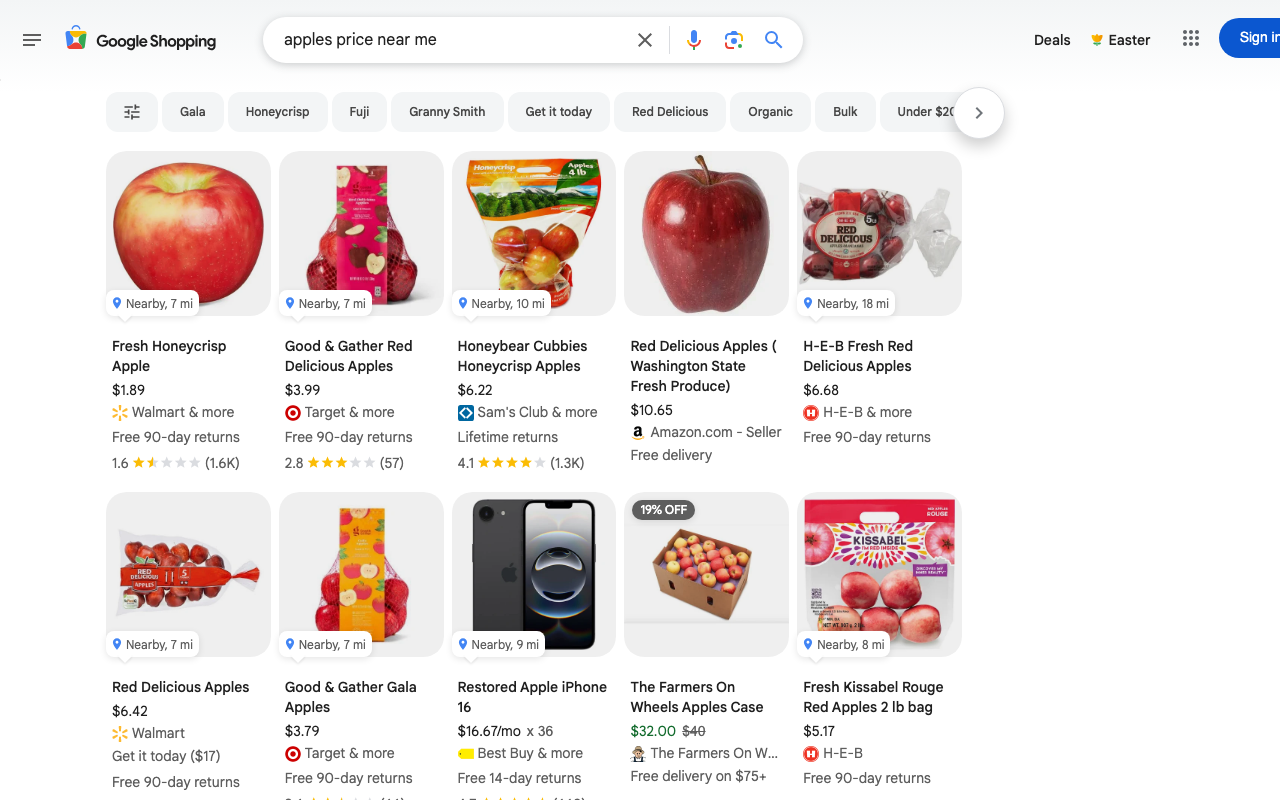 Google Shopping
apples price near me
Deals
Easter
Sign in
Gala
Honeycrisp
Fuji
Granny Smith
Get it today
Red Delicious
Organic
Bulk
Under $20
Honeycrisp
Apples
4 lb
RED
DELICIOUS
Nearby, 7 mi
Nearby, 7 mi
Nearby, 10 mi
Nearby, 18 mi
Fresh Honeycrisp
Apple
$1.89
Walmart & more
Free 90-day returns
1.6 (1.6K)
Good & Gather Red
Delicious Apples
$3.99
Target & more
Free 90-day returns
2.8 (57)
Honeybear Cubbies
Honeycrisp Apples
$6.22
Sam's Club & more
Lifetime returns
4.1 (1.3K)
Red Delicious Apples (
Washington State
Fresh Produce)
$10.65
Amazon.com - Seller
Free delivery
H-E-B Fresh Red
Delicious Apples
$6.68
H-E-B & more
Free 90-day returns
19% OFF
RED
DELICIOUS
APPLES
KISSABEL
ROUGE
Nearby, 7 mi
Nearby, 7 mi
Nearby, 9 mi
Nearby, 8 mi
Red Delicious Apples
$6.42
Walmart
Get it today ($17)
Free 90-day returns
Good & Gather Gala
Apples
$3.79
Target & more
Free 90-day returns
Restored Apple iPhone
16
$16.67/mo x 36
Best Buy & more
Free 14-day returns
The Farmers On
Wheels Apples Case
$32.00 $40
The Farmers On W...
Free delivery on $75+
Fresh Kissabel Rouge
Red Apples 2 lb bag
$5.17
H-E-B
Free 90-day returns